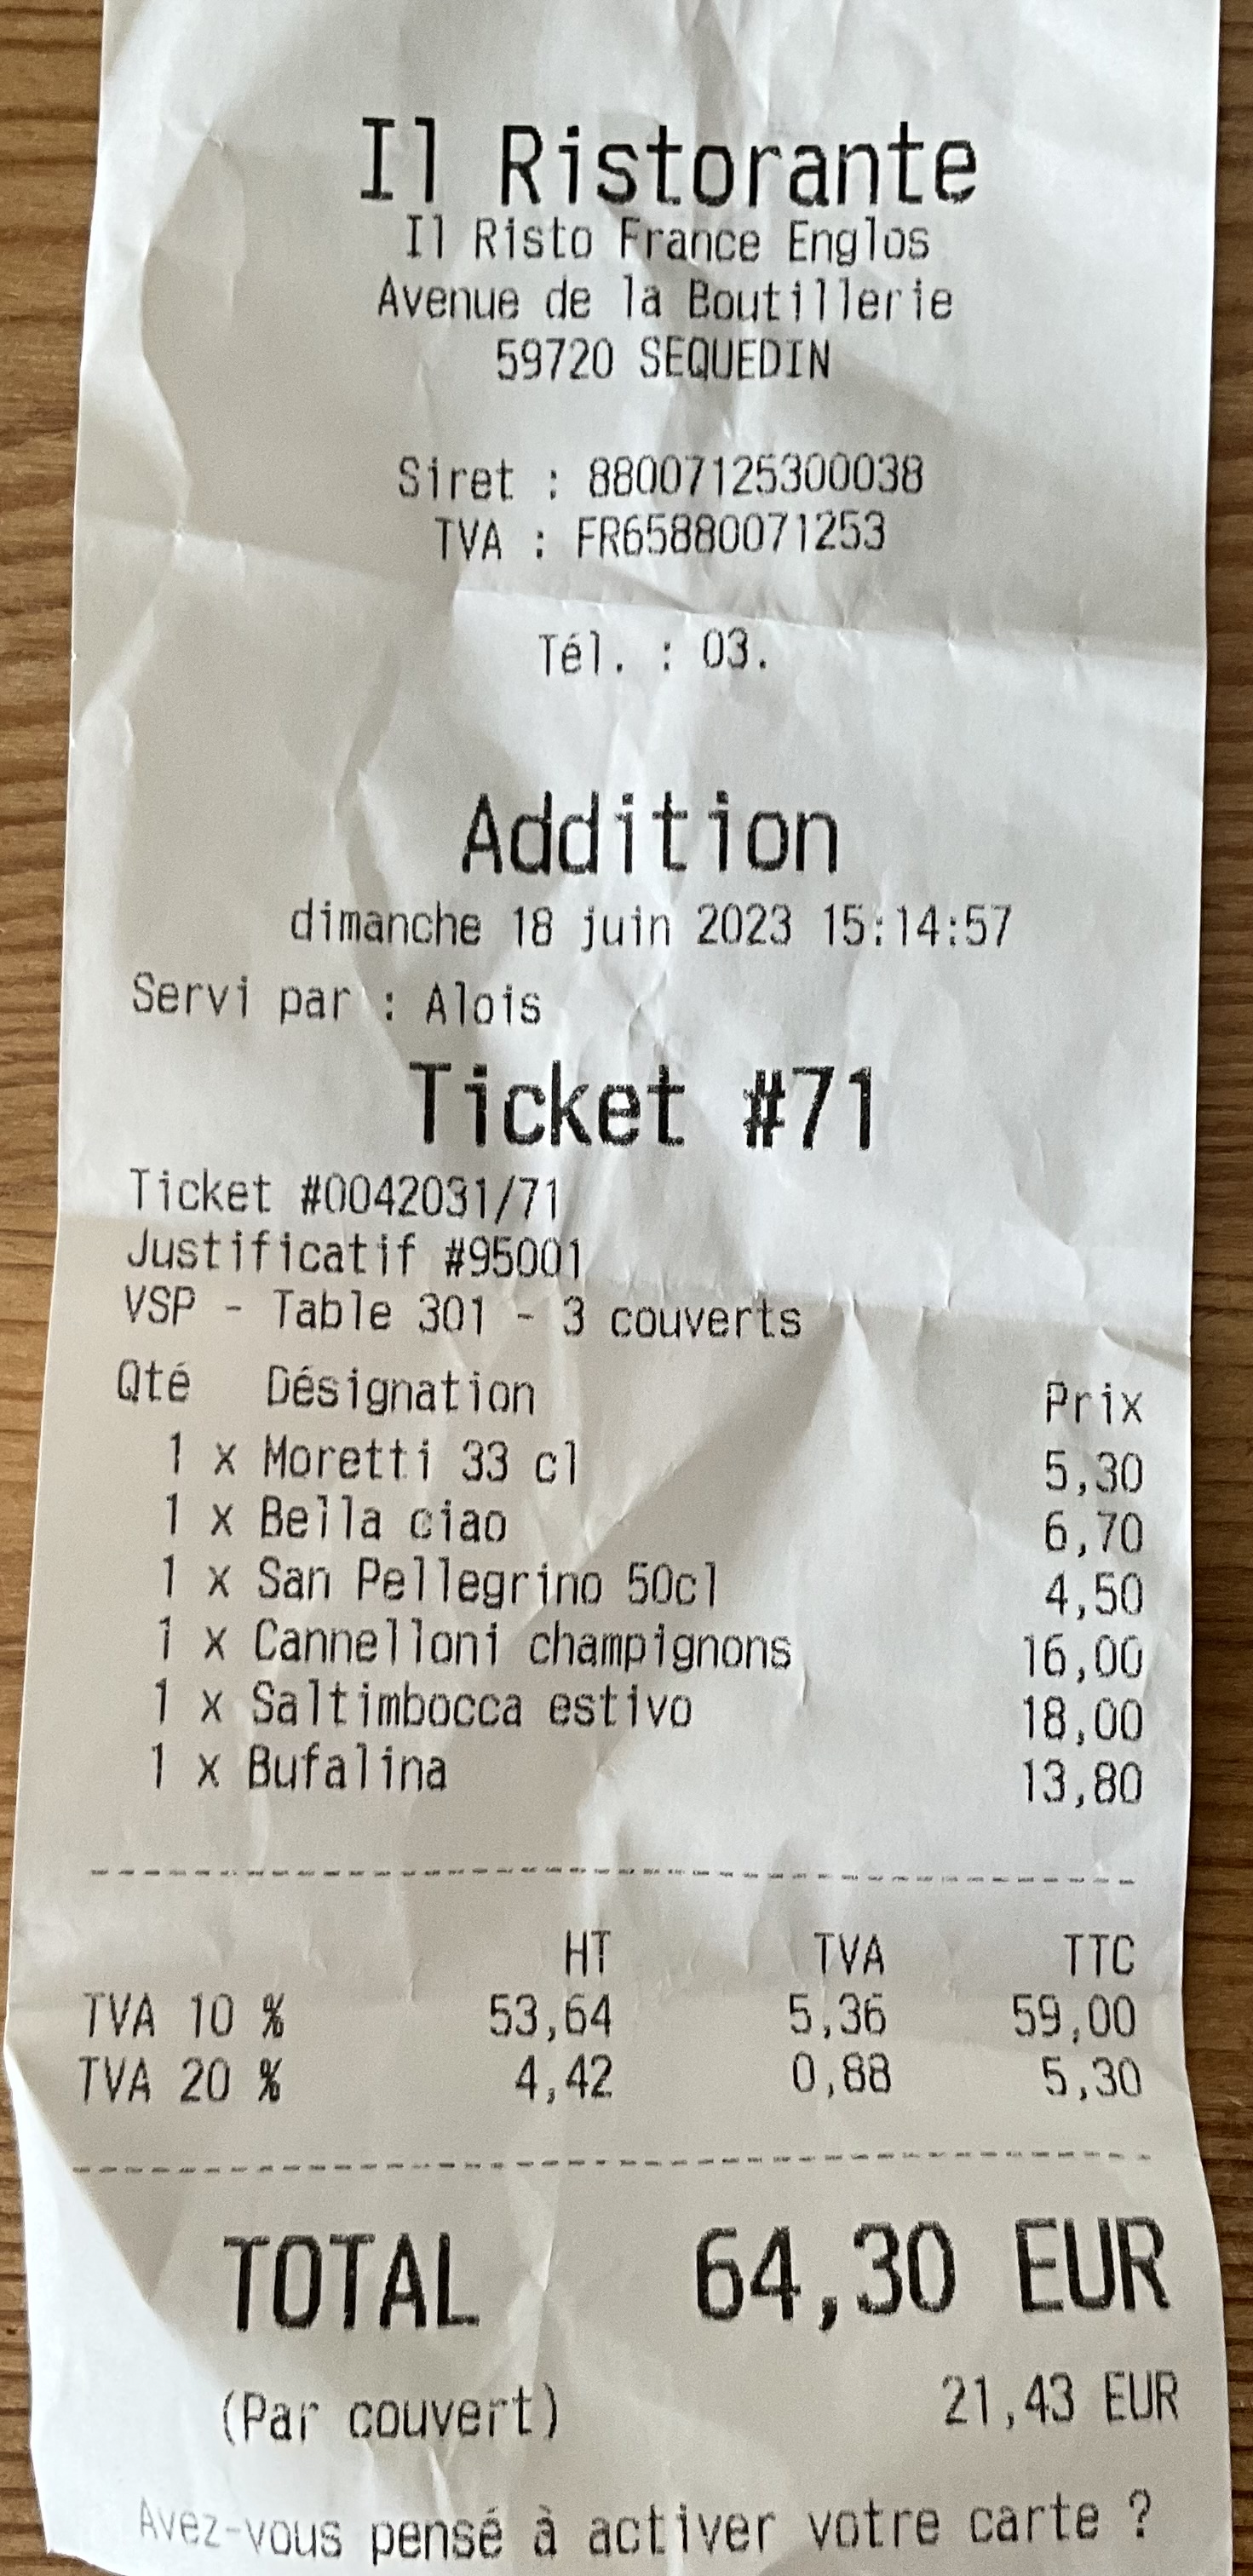 Il Ristorante
Il Risto France Englos
Avenue de la Boutillerie
59720 SEQUEDIN
Siret : 88007125300038
TVA : FR65880071253
Tél. : 03.
Addition
dimanche 18 juin 2023 15:14:57
Servi par : Alois
Ticket #71
Ticket #0042031/71
Justificatif #95001
VSP - Table 301 - 3 couverts
Qté Désignation Prix
1 x Moretti 33 cl 5,30
1 x Bella ciao 6,70
1 x San Pellegrino 50cl 4,50
1 x Cannelloni champignons 16,00
1 x Saltimbocca estivo 18,00
1 x Bufalina 13,80
HT TVA TTC
TVA 10 % 53,64 5,36 59,00
TVA 20 % 4,42 0,88 5,30
TOTAL 64,30 EUR
(Par couvert) 21,43 EUR
Avez-vous pensé à activer votre carte ?